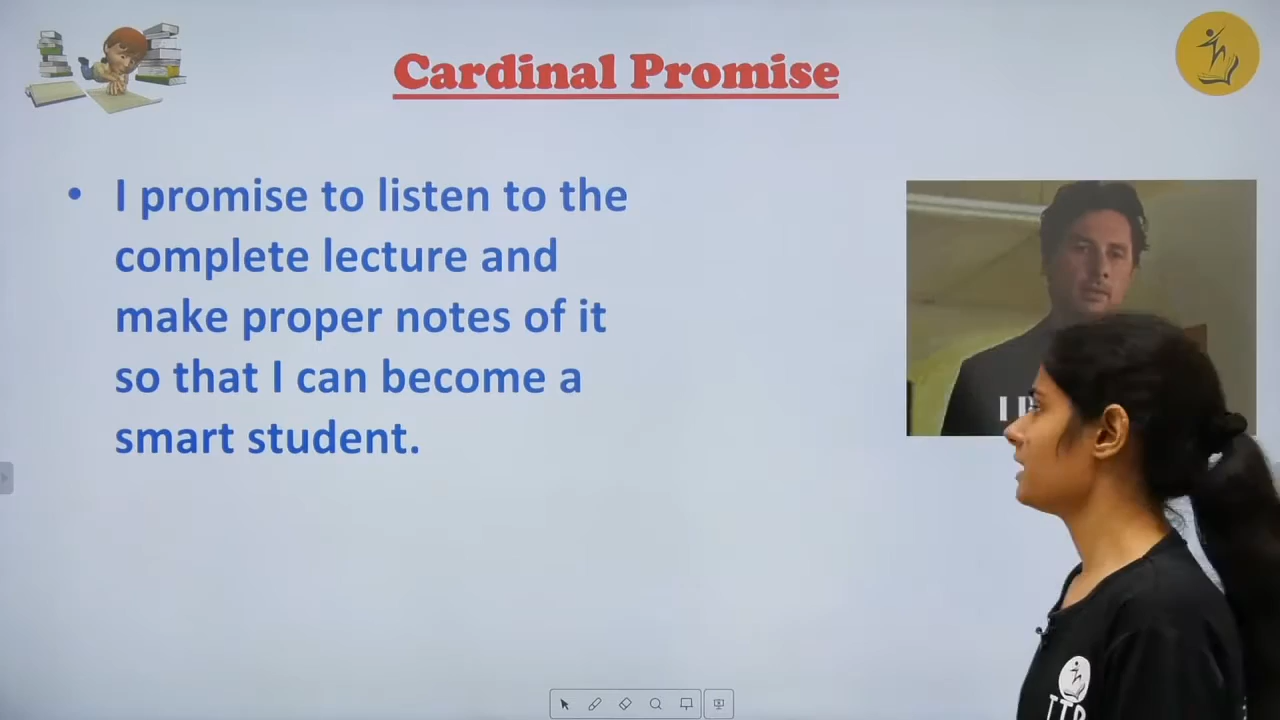 Cardinal Promise
• I promise to listen to the
complete lecture and
make proper notes of it
so that I can become a
smart student.
I